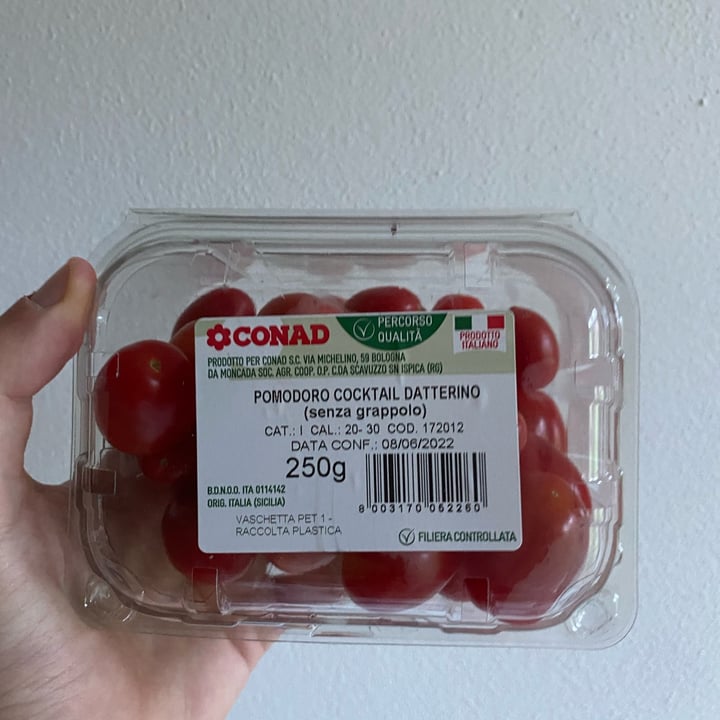 CONAD
PERCORSO
QUALITÀ
PRODOTTO
ITALIANO
PRODOTTO PER CONAD S.C. VIA MICHELINO, 59 BOLOGNA
DA MONCADA SOC. AGR. COOP. O.P. C.DA SCAVUZZO SN ISPICA (RG)
POMODORO COCKTAIL DATTERINO
(senza grappolo)
CAT.: I CAL.: 20- 30 COD. 172012
DATA CONF.: 08/06/2022
250g
8 003170 052260
B.D.N.O.O. ITA 0114142
ORIG. ITALIA (SICILIA)
VASCHETTA PET 1 -
RACCOLTA PLASTICA
FILIERA CONTROLLATA